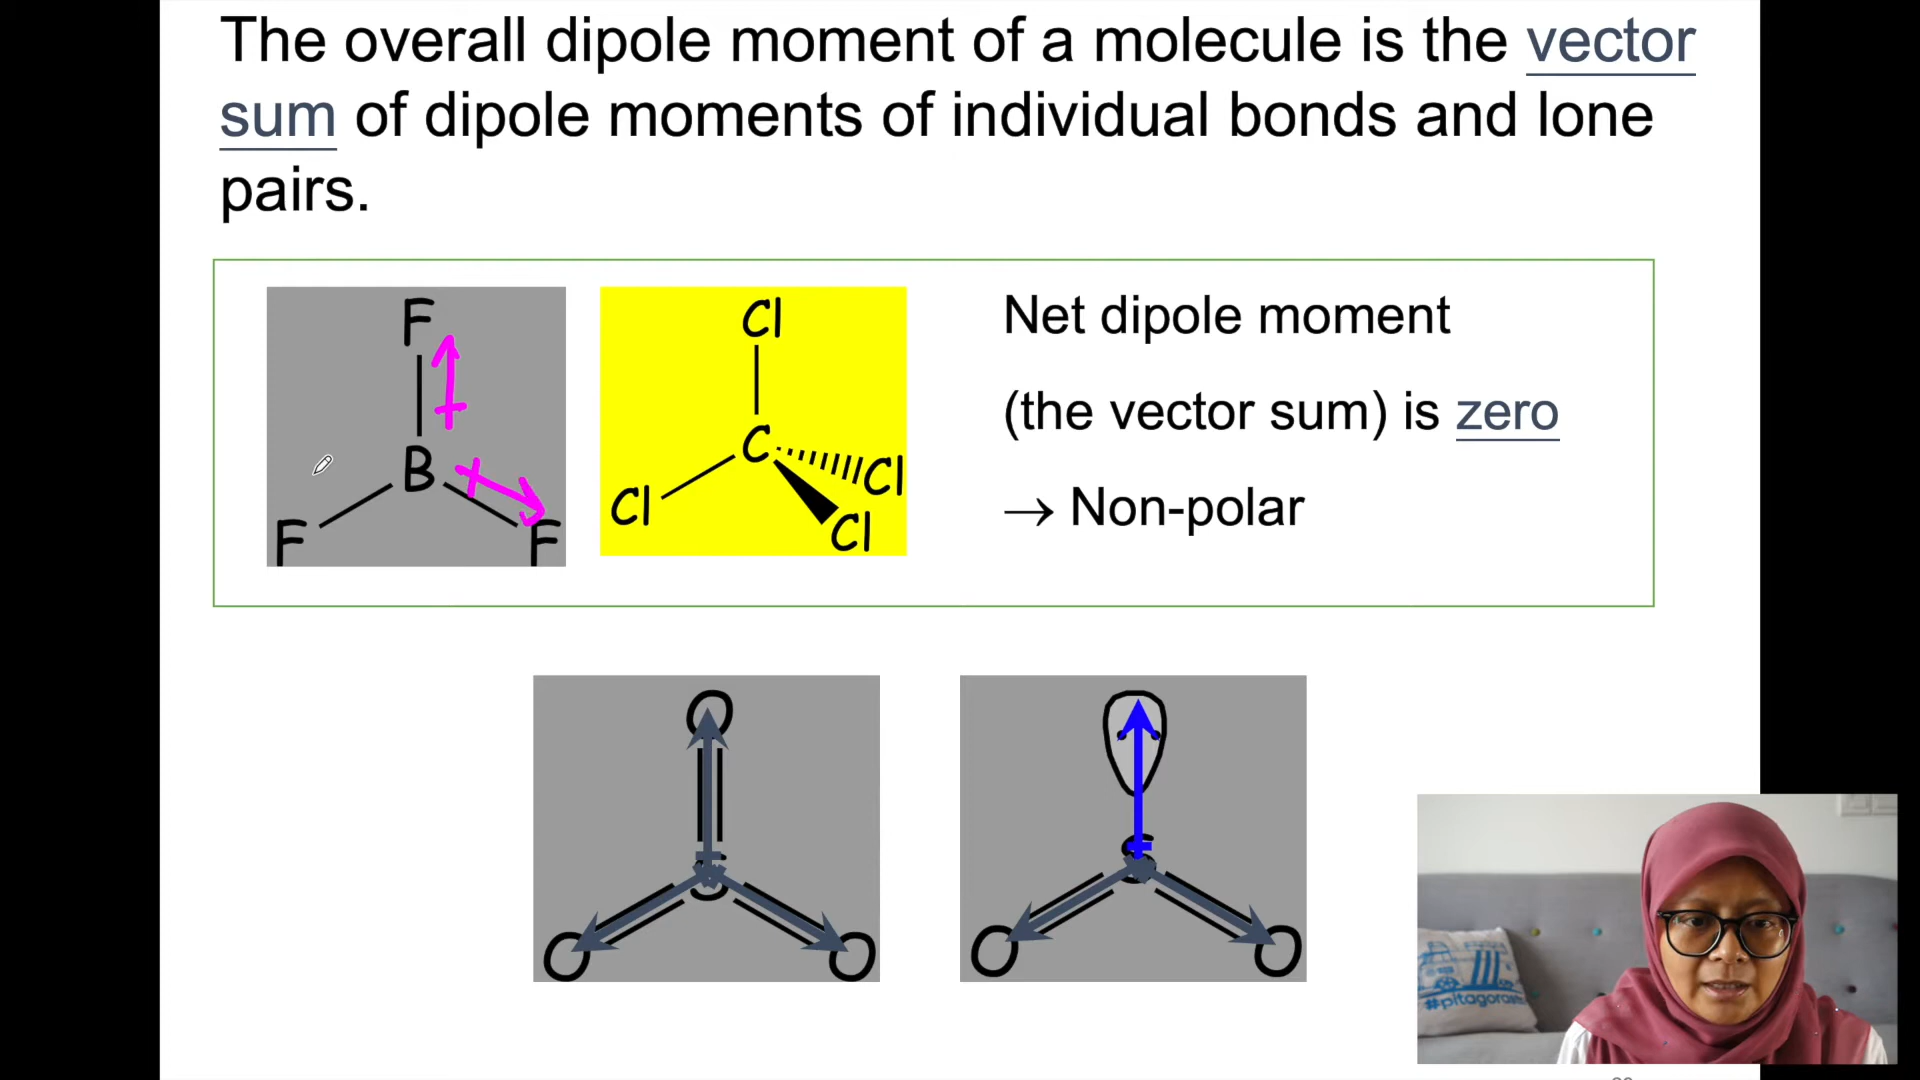 The overall dipole moment of a molecule is the vector
sum of dipole moments of individual bonds and lone
pairs.
F
B
F
F
Cl
C
Cl
Cl
Cl
Net dipole moment
(the vector sum) is zero
→ Non-polar
O
S
O
O
S
O
O